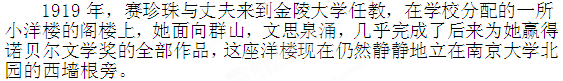 1919 年，赛珍珠与丈夫来到金陵大学任教，在学校分配的一所
小洋楼的阁楼上，她面向群山，文思泉涌，几乎完成了后来为她赢得
诺贝尔文学奖的全部作品，这座洋楼现在仍然静静地立在南京大学北
园的西墙根旁。